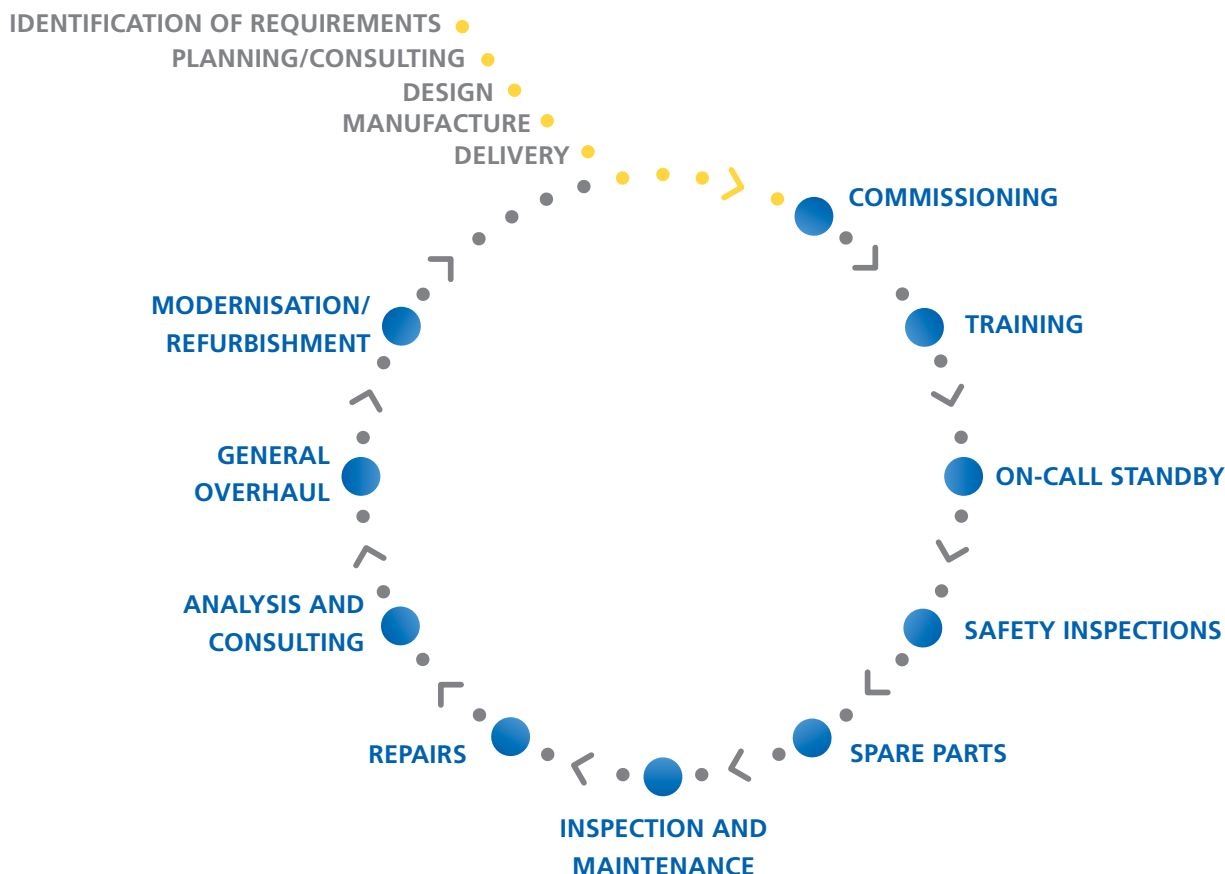 IDENTIFICATION OF REQUIREMENTS
PLANNING/CONSULTING
DESIGN
MANUFACTURE
DELIVERY
COMMISSIONING
TRAINING
ON-CALL STANDBY
SAFETY INSPECTIONS
SPARE PARTS
INSPECTION AND
MAINTENANCE
REPAIRS
ANALYSIS AND
CONSULTING
GENERAL
OVERHAUL
MODERNISATION/
REFURBISHMENT